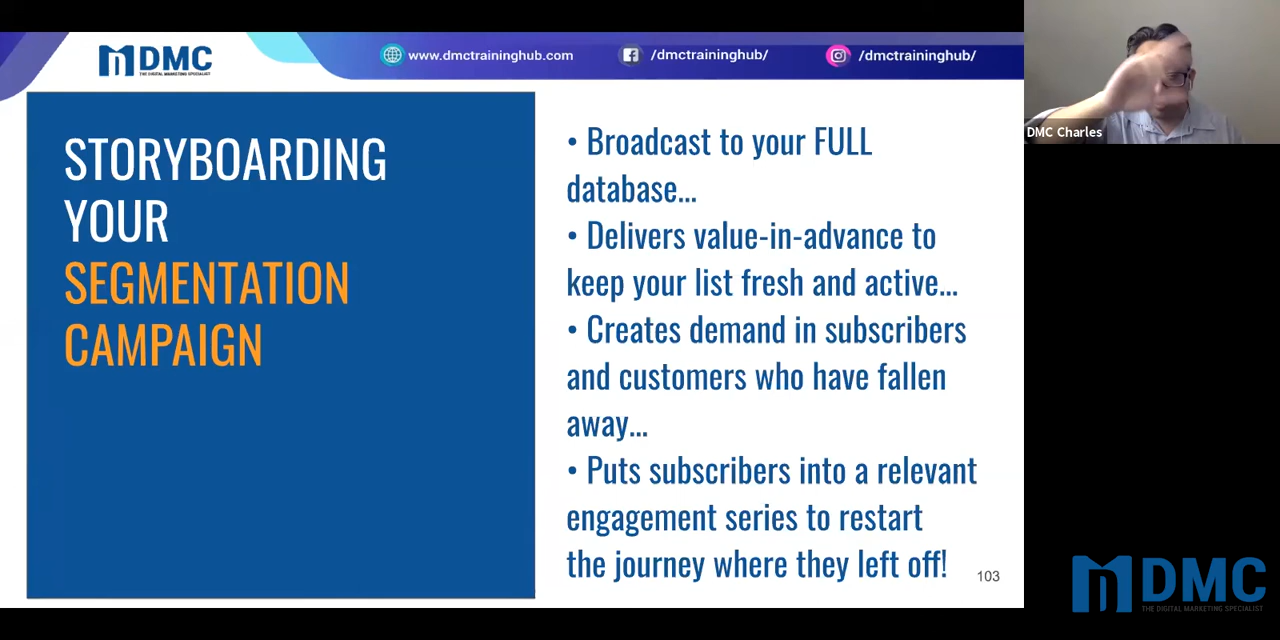 DMC
THE DIGITAL MARKETING SPECIALIST
www.dmctraininghub.com
/dmctraininghub/
/dmctraininghub/
DMC Charles
STORYBOARDING
YOUR
SEGMENTATION
CAMPAIGN
• Broadcast to your FULL
database...
• Delivers value-in-advance to
keep your list fresh and active...
• Creates demand in subscribers
and customers who have fallen
away...
• Puts subscribers into a relevant
engagement series to restart
the journey where they left off!
103
DMC
THE DIGITAL MARKETING SPECIALIST